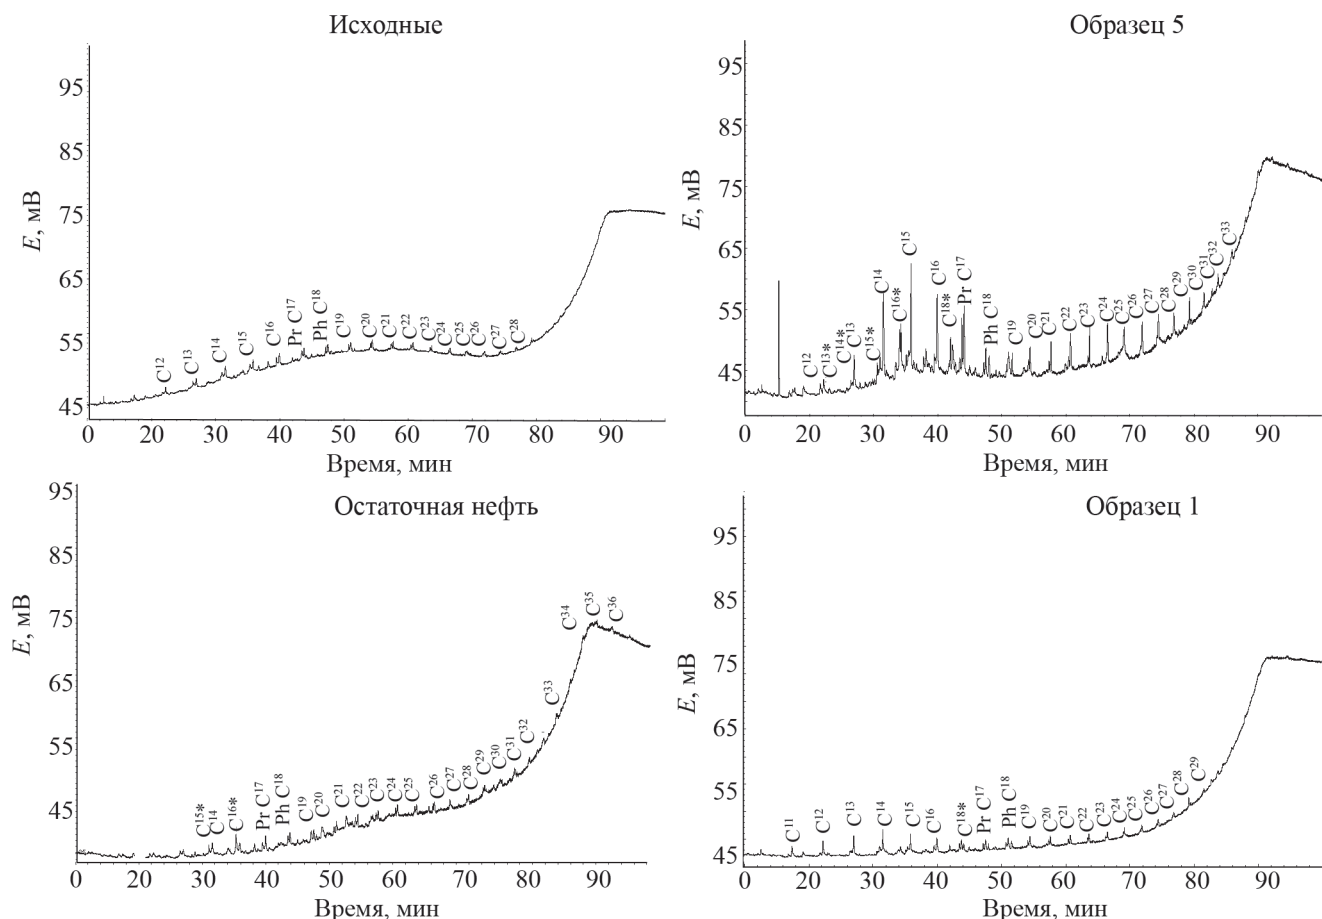 Исходные
E, мВ
95
85
75
65
55
45
C¹² C¹³ C¹⁴ C¹⁵ C¹⁶ Pr C¹⁷ Ph C¹⁸ C¹⁹ C²⁰ C²¹ C²² C²³ C²⁴ C²⁵ C²⁶ C²⁷ C²⁸
0 20 30 40 50 60 70 80 90
Время, мин
Образец 5
E, мВ
95
85
75
65
55
45
C¹² C¹³* C¹⁴* C¹³ C¹⁵* C¹⁴ C¹⁶* C¹⁵ C¹⁶ C¹⁸* Pr C¹⁷ Ph C¹⁸ C¹⁹ C²⁰ C²¹ C²² C²³ C²⁴ C²⁵ C²⁶ C²⁷ C²⁸ C²⁹ C³⁰ C³¹ C³² C³³
0 20 30 40 50 60 70 80 90
Время, мин
Остаточная нефть
E, мВ
95
85
75
65
55
45
C¹⁵* C¹⁴ C¹⁶* Pr C¹⁷ Ph C¹⁸ C¹⁹ C²⁰ C²¹ C²² C²³ C²⁴ C²⁵ C²⁶ C²⁷ C²⁸ C²⁹ C³⁰ C³¹ C³² C³³ C³⁴ C³⁵ C³⁶
0 20 30 40 50 60 70 80 90
Время, мин
Образец 1
E, мВ
95
85
75
65
55
45
C¹¹ C¹² C¹³ C¹⁴ C¹⁵ C¹⁶ C¹⁸* Pr C¹⁷ Ph C¹⁸ C¹⁹ C²⁰ C²¹ C²² C²³ C²⁴ C²⁵ C²⁶ C²⁷ C²⁸ C²⁹
0 20 30 40 50 60 70 80 90
Время, мин